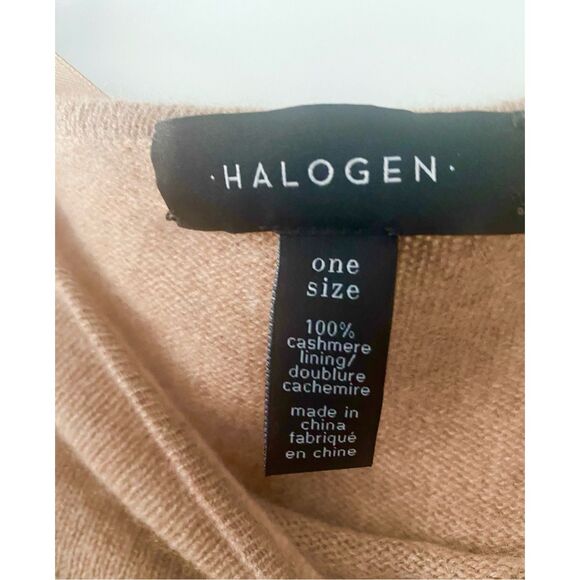 ·HALOGEN·
one
size
100%
cashmere
lining/
doublure
cachemire
made in
china
fabriqué
en chine